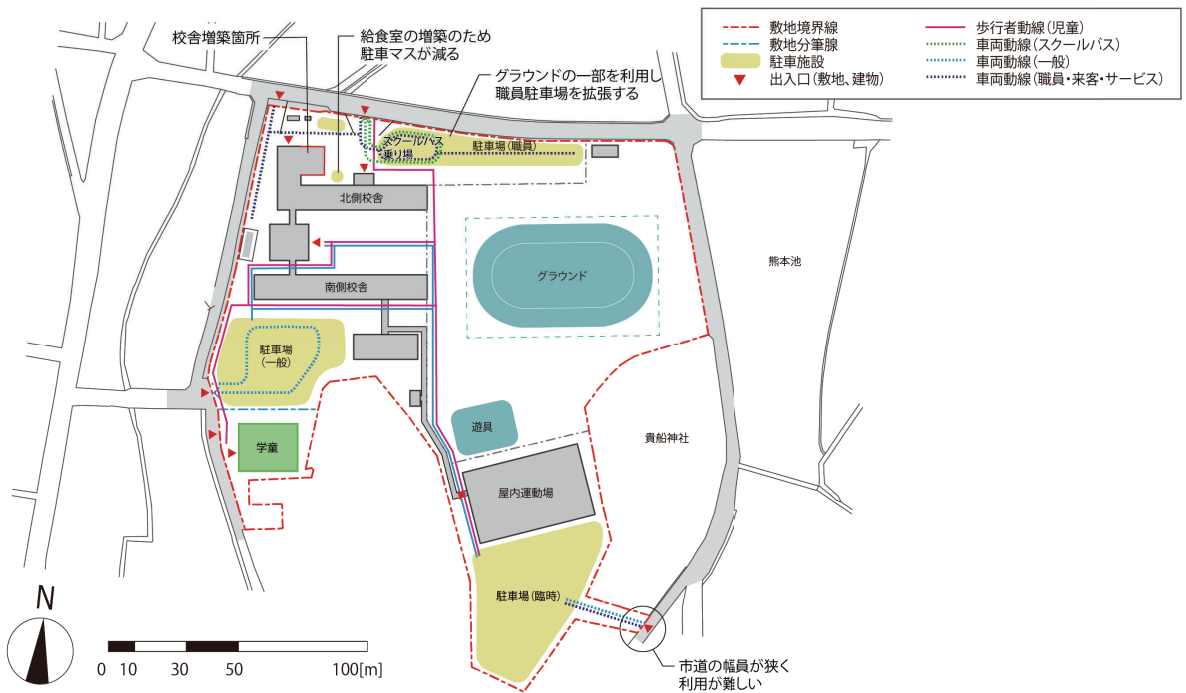 校舎増築箇所
給食室の増築のため
駐車マスが減る
グラウンドの一部を利用し
職員駐車場を拡張する
敷地境界線
敷地分筆腺
駐車施設
出入口(敷地、建物)
歩行者動線(児童)
車両動線(スクールバス)
車両動線(一般)
車両動線(職員・来客・サービス)
スクールバス
乗り場
駐車場(職員)
北側校舎
グラウンド
熊本池
南側校舎
駐車場
(一般)
遊具
貴船神社
学童
屋内運動場
駐車場(臨時)
市道の幅員が狭く
利用が難しい
N
0 10 30 50 100[m]